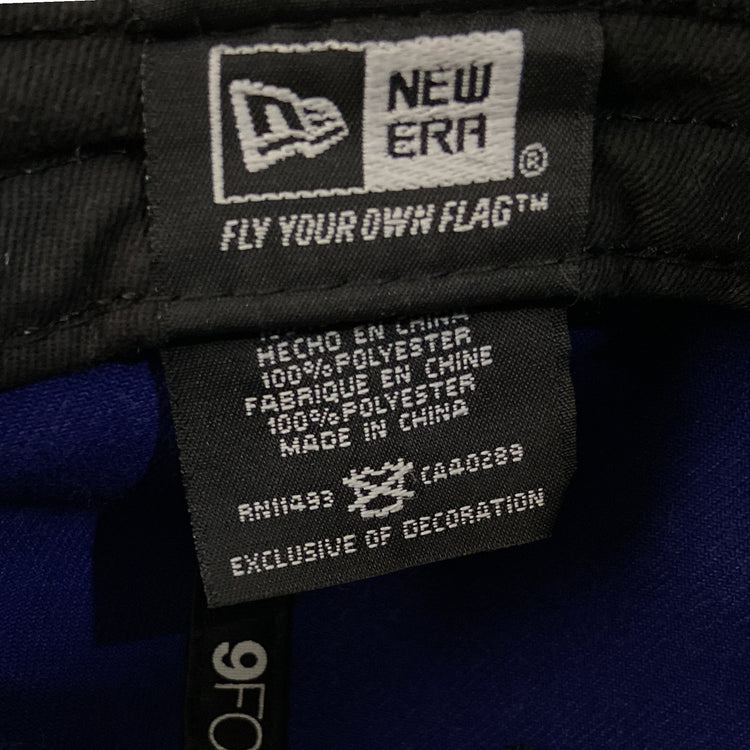 NEW
ERA®
FLY YOUR OWN FLAG™
HECHO EN CHINA
100% POLYESTER
FABRIQUE EN CHINE
100% POLYESTER
MADE IN CHINA
RN11493 CA40289
EXCLUSIVE OF DECORATION
9FO